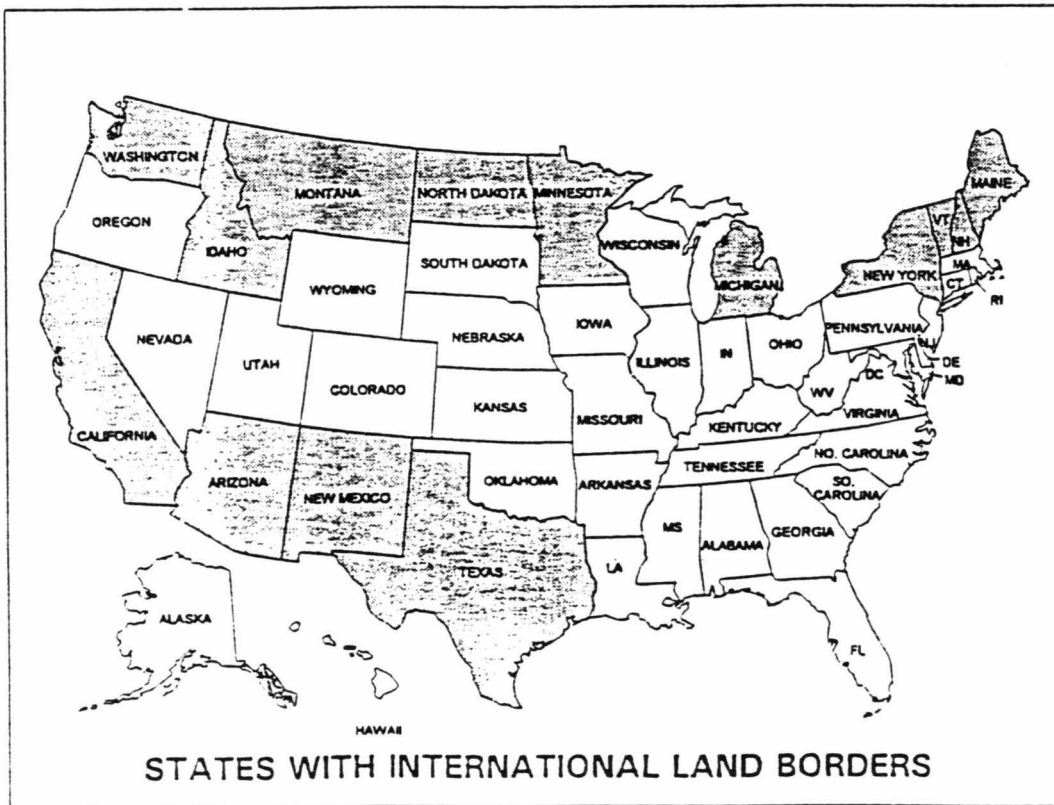 WASHINGTON
MONTANA
NORTH DAKOTA
MINNESOTA
MAINE
OREGON
IDAHO
WISCONSIN
VT
NH
SOUTH DAKOTA
MICHIGAN
NEW YORK
MA
CT
RI
WYOMING
IOWA
NEBRASKA
PENNSYLVANIA
NJ
NEVADA
UTAH
ILLINOIS
IN
OHIO
DE
MD
DC
COLORADO
KANSAS
MISSOURI
WV
VIRGINIA
KENTUCKY
CALIFORNIA
NO. CAROLINA
TENNESSEE
ARIZONA
NEW MEXICO
OKLAHOMA
ARKANSAS
SO.
CAROLINA
MS
ALABAMA
GEORGIA
TEXAS
LA
ALASKA
FL
HAWAII
STATES WITH INTERNATIONAL LAND BORDERS